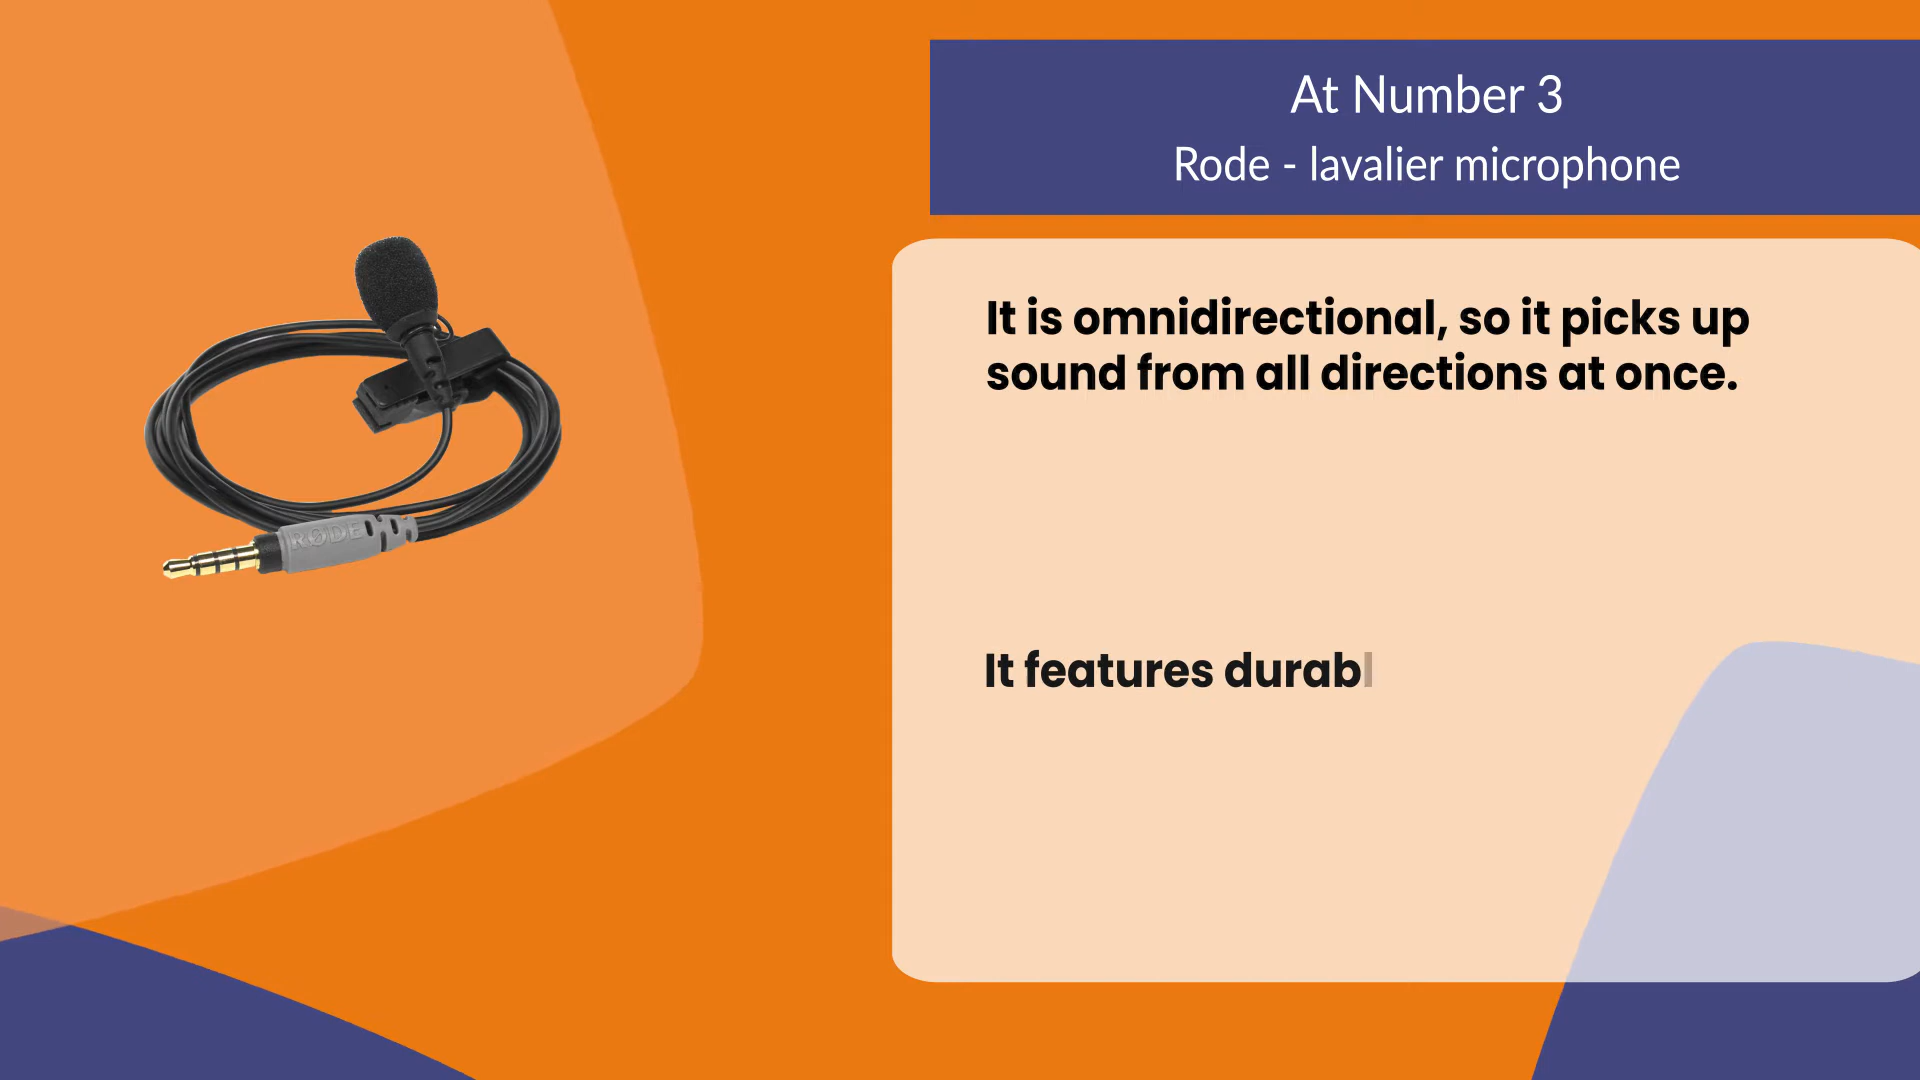 At Number 3
Rode - lavalier microphone
It is omnidirectional, so it picks up
sound from all directions at once.
It features durabl
RØDE